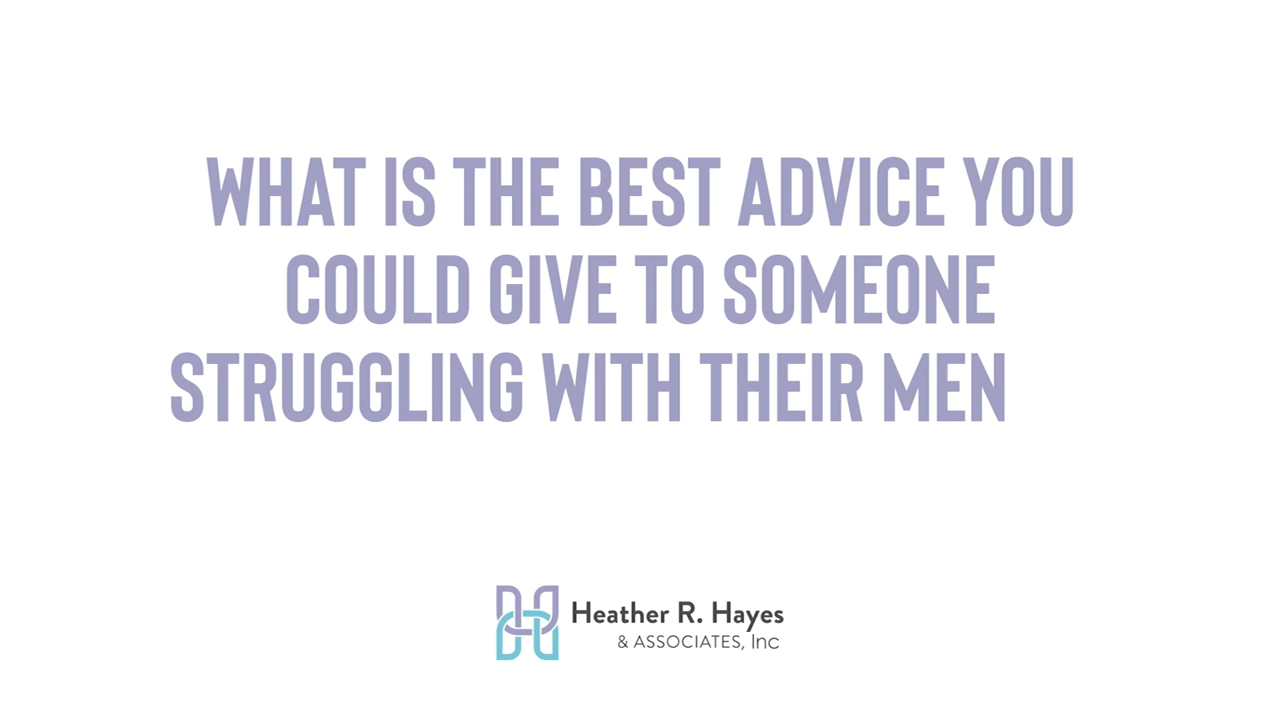 WHAT IS THE BEST ADVICE YOU
COULD GIVE TO SOMEONE
STRUGGLING WITH THEIR MEN
Heather R. Hayes
& ASSOCIATES, Inc